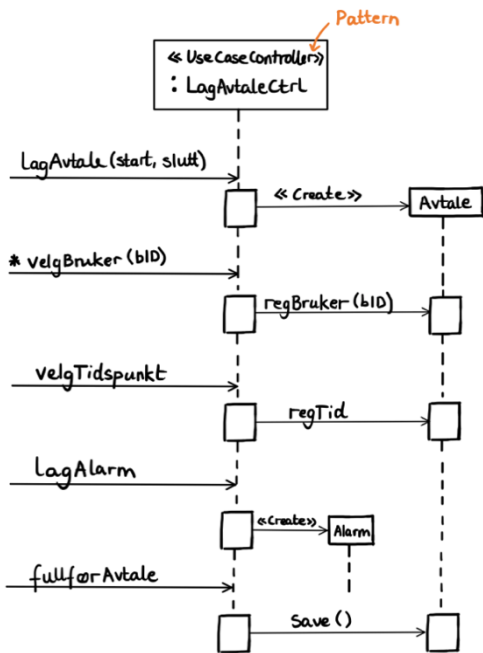 Pattern
« UseCaseController»
: LagAvtaleCtrl
lagAvtale (start, slutt)
«Create»
Avtale
* velgBruker (bID)
regBruker (bID)
velgTidspunkt
regTid
lagAlarm
«Create»
Alarm
fullførAvtale
Save ()